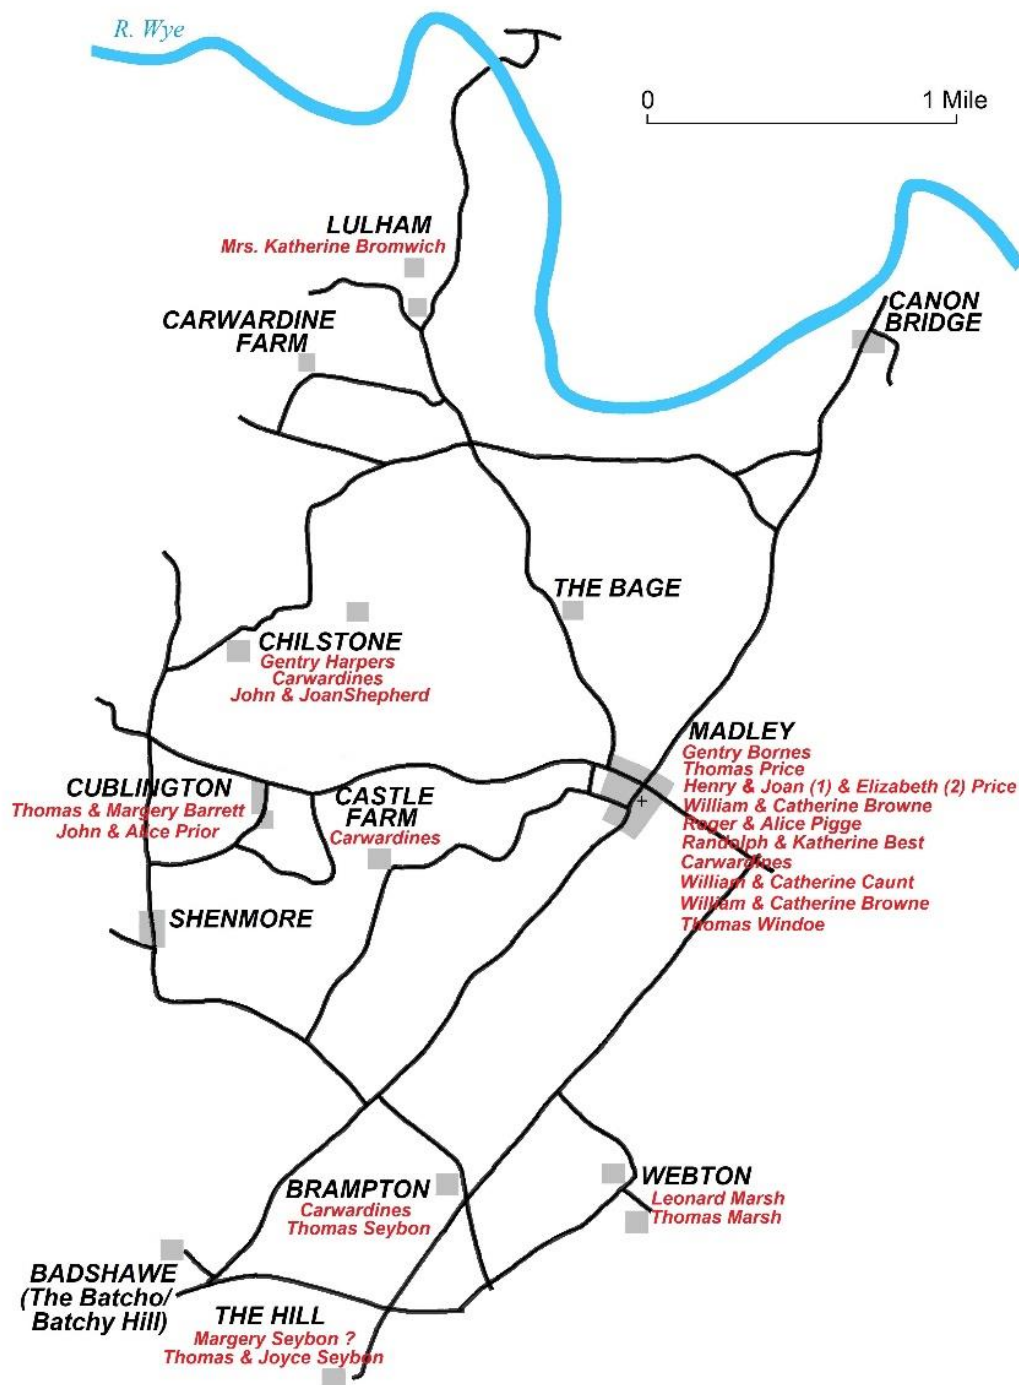 R. Wye
0 1 Mile
LULHAM
Mrs. Katherine Bromwich
CARWARDINE
FARM
CANON
BRIDGE
THE BAGE
CHILSTONE
Gentry Harpers
Carwardines
John & JoanShepherd
MADLEY
Gentry Bornes
Thomas Price
Henry & Joan (1) & Elizabeth (2) Price
William & Catherine Browne
Roger & Alice Pigge
Randolph & Katherine Best
Carwardines
William & Catherine Caunt
William & Catherine Browne
Thomas Windoe
CUBLINGTON
Thomas & Margery Barrett
John & Alice Prior
CASTLE
FARM
Carwardines
SHENMORE
BRAMPTON
Carwardines
Thomas Seybon
WEBTON
Leonard Marsh
Thomas Marsh
BADSHAWE
(The Batcho/
Batchy Hill)
THE HILL
Margery Seybon ?
Thomas & Joyce Seybon